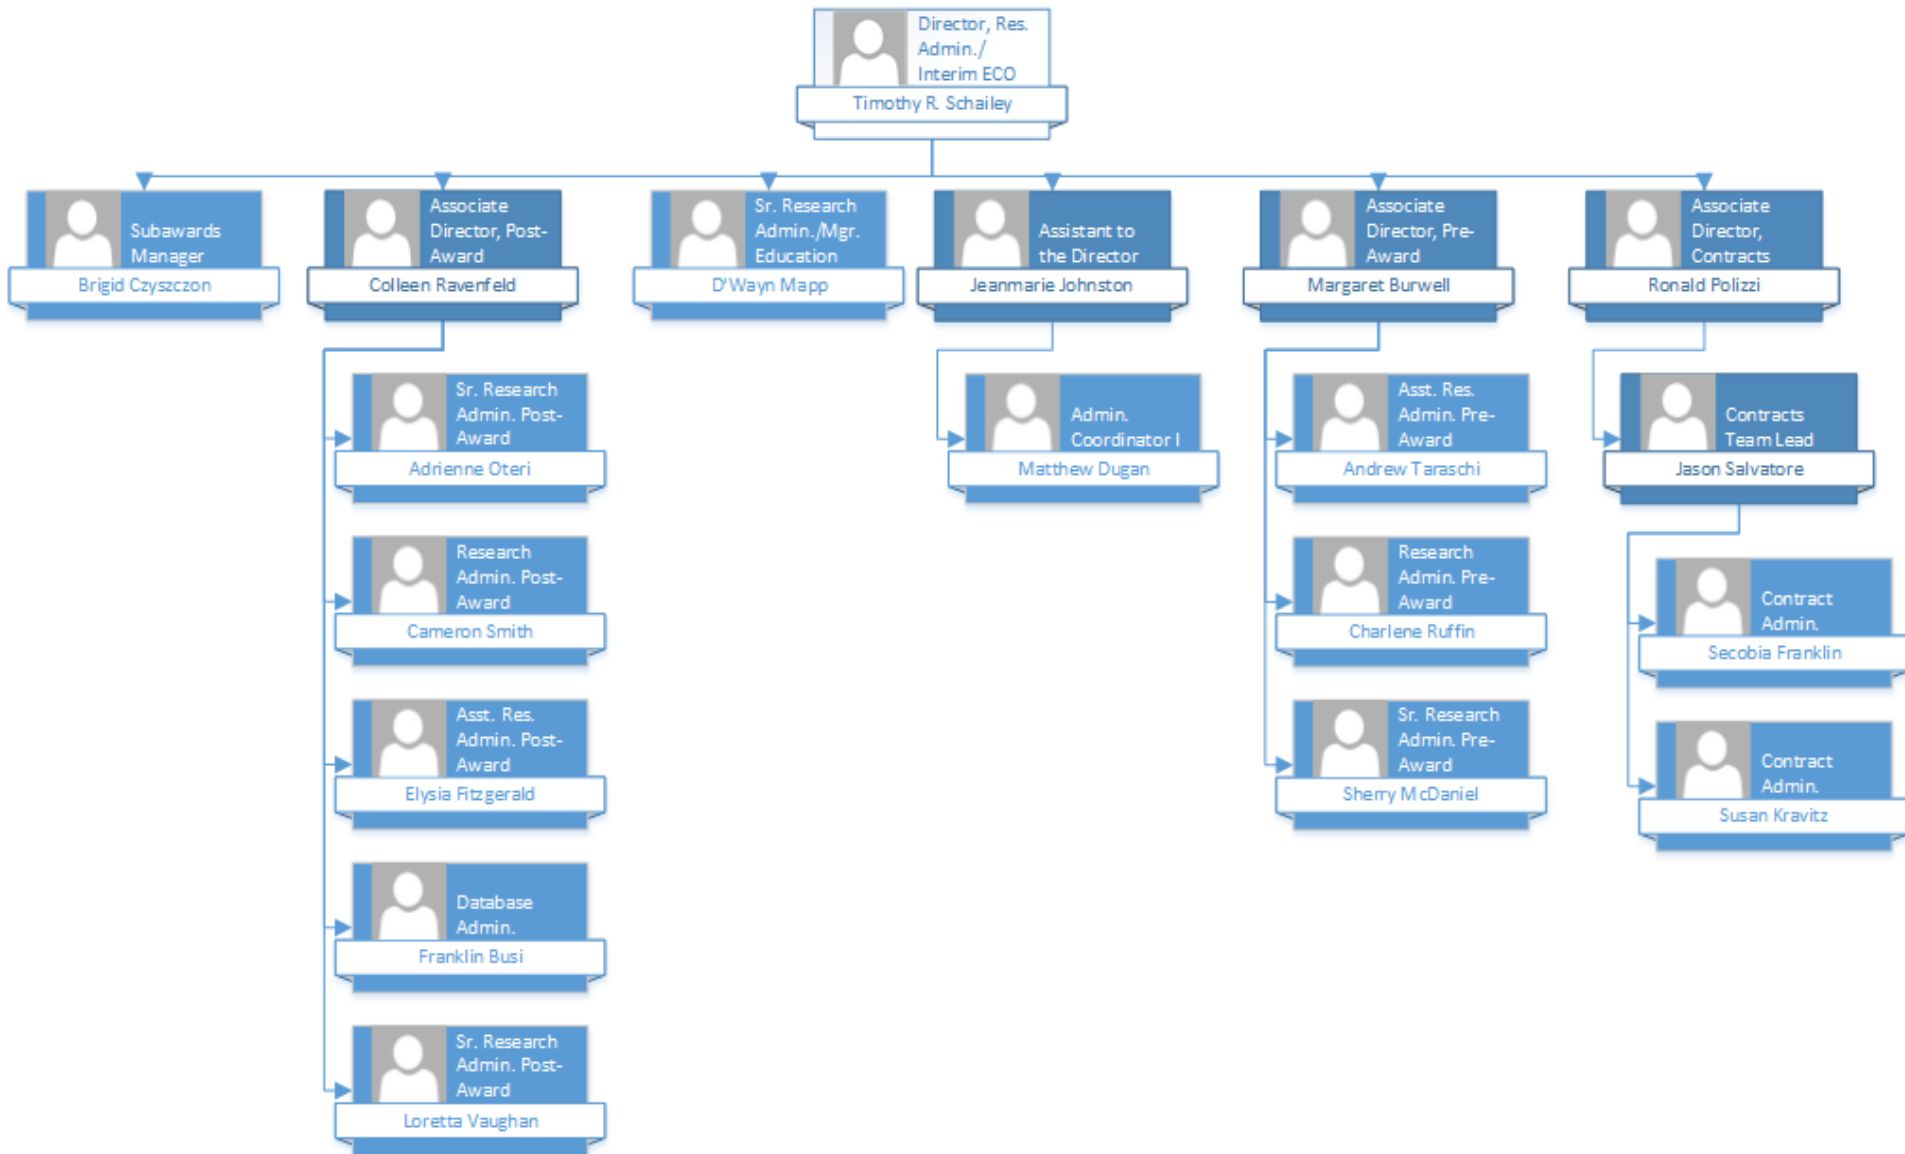 Director, Res.
Admin./
Interim ECO
Timothy R. Schailey
Subawards
Manager
Brigid Czyszczon
Associate
Director, Post-
Award
Colleen Ravenfeld
Sr. Research
Admin./Mgr.
Education
D'Wayn Mapp
Assistant to
the Director
Jeanmarie Johnston
Associate
Director, Pre-
Award
Margaret Burwell
Associate
Director,
Contracts
Ronald Polizzi
Sr. Research
Admin. Post-
Award
Adrienne Oteri
Research
Admin. Post-
Award
Cameron Smith
Asst. Res.
Admin. Post-
Award
Elysia Fitzgerald
Database
Admin.
Franklin Busi
Sr. Research
Admin. Post-
Award
Loretta Vaughan
Admin.
Coordinator I
Matthew Dugan
Asst. Res.
Admin. Pre-
Award
Andrew Taraschi
Research
Admin. Pre-
Award
Charlene Ruffin
Sr. Research
Admin. Pre-
Award
Sherry McDaniel
Contracts
Team Lead
Jason Salvatore
Contract
Admin.
Secobia Franklin
Contract
Admin.
Susan Kravitz